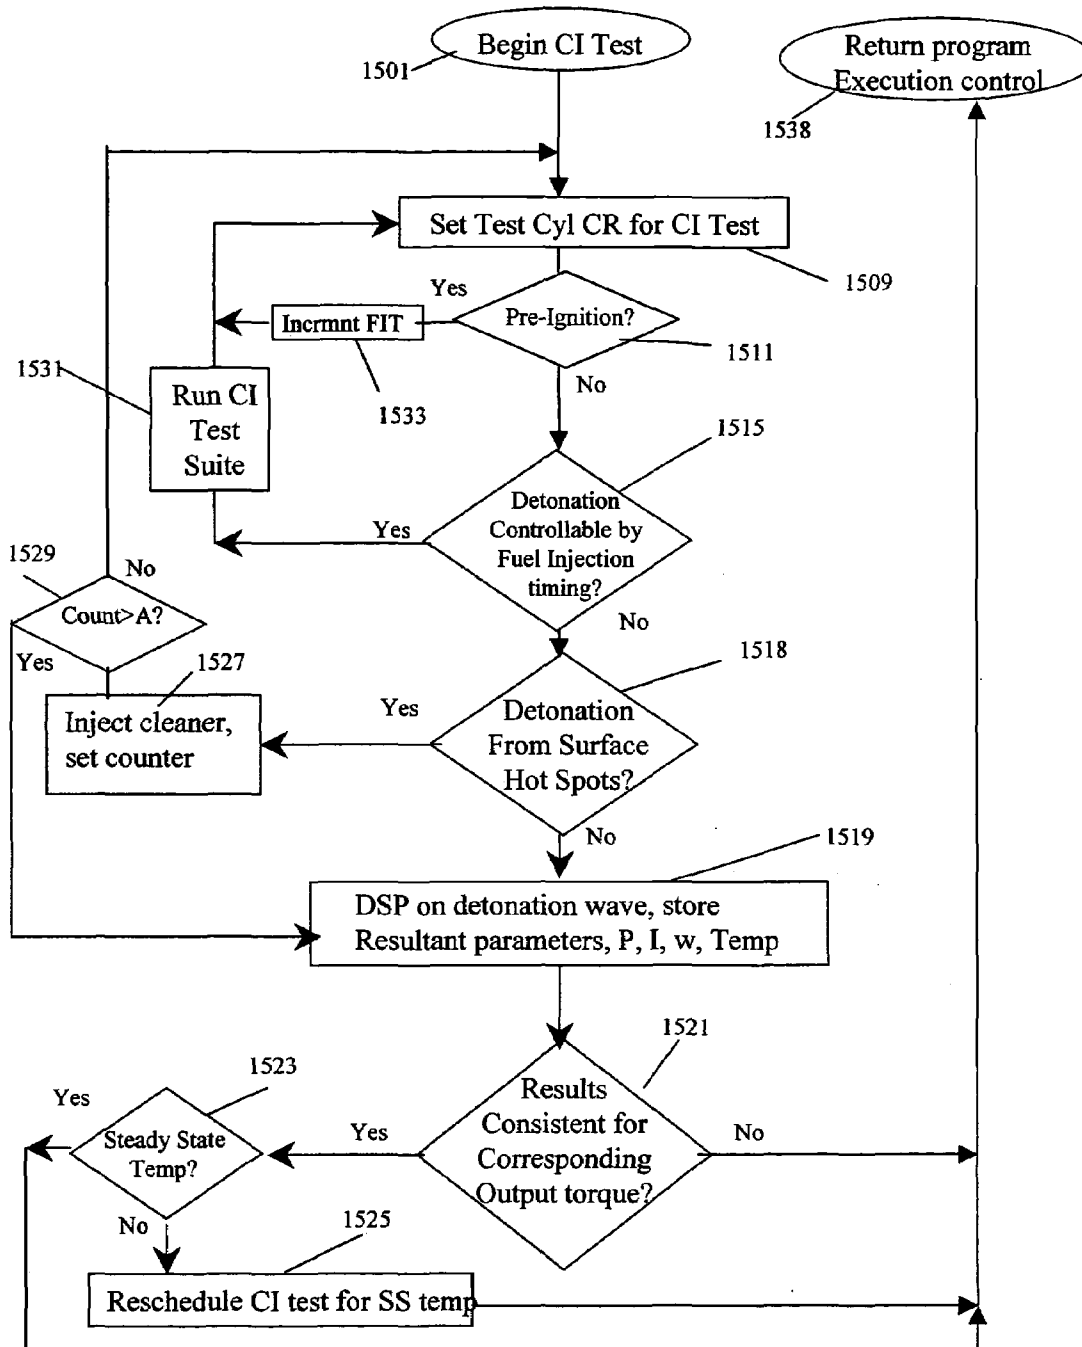 Begin CI Test
1501
Return program
Execution control
1538
Set Test Cyl CR for CI Test
1509
Yes
Incrmnt FIT
Pre-Ignition?
1511
1533
No
1531
Run CI
Test
Suite
1515
Detonation
Controllable by
Fuel Injection
timing?
Yes
No
1529
No
Count>A?
Yes
1527
Inject cleaner,
set counter
Yes
1518
Detonation
From Surface
Hot Spots?
No
1519
DSP on detonation wave, store
Resultant parameters, P, I, w, Temp
1521
Results
Consistent for
Corresponding
Output torque?
Yes
No
1523
Yes
Steady State
Temp?
No
1525
Reschedule CI test for SS temp